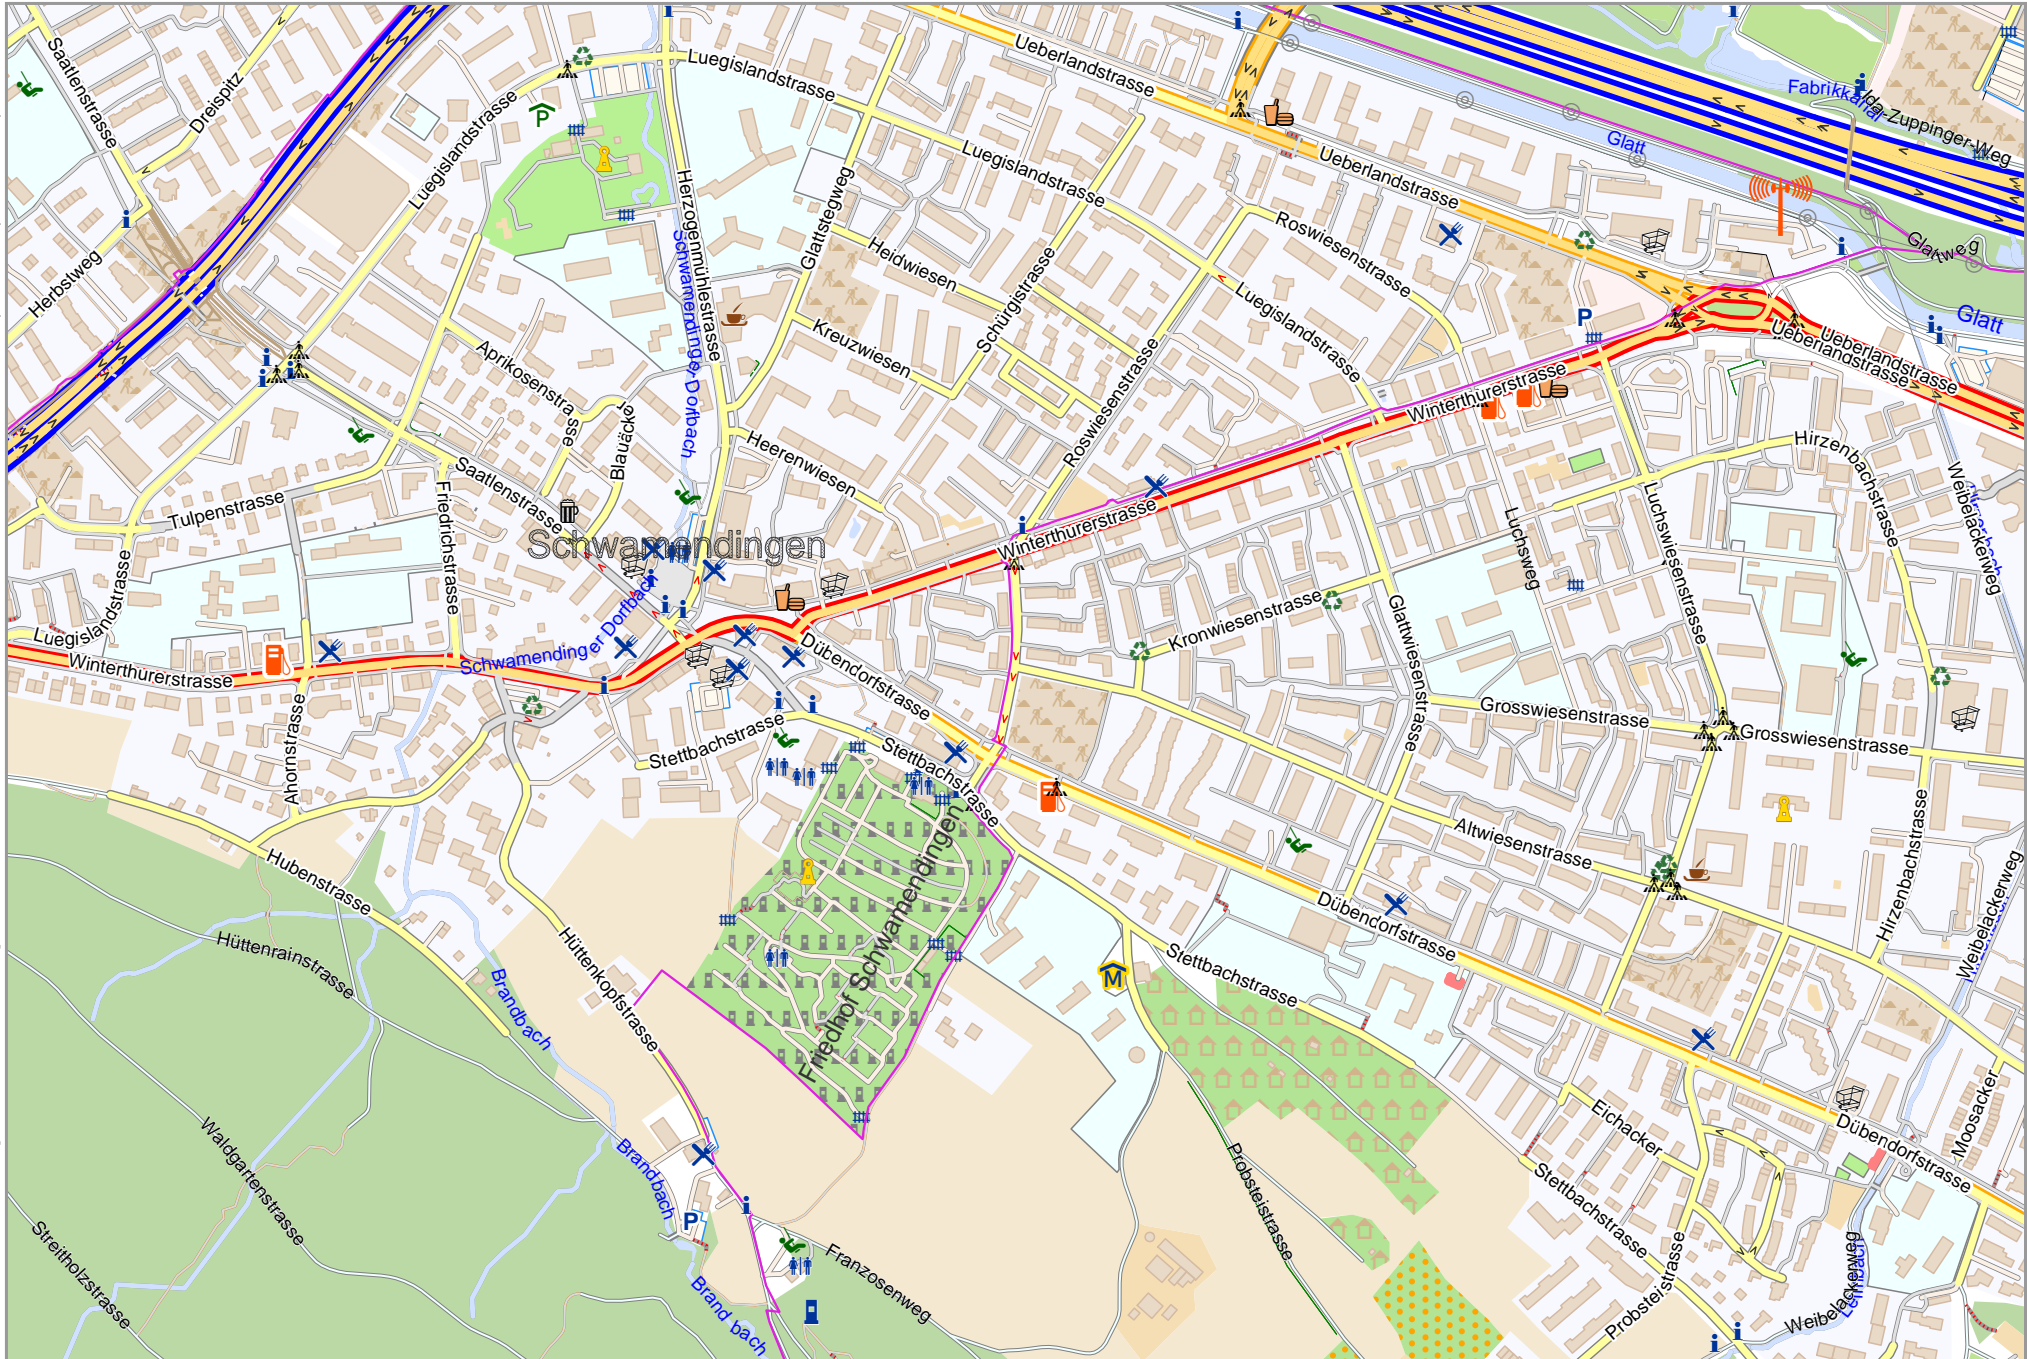 Saatlenstrasse
Dreispitz
Luegislandstrasse
Luegislandstrasse
Ueberlandstrasse
Fabrikkanal
Ida-Zuppinger-Weg
Glatt
P
Herzogenmühlestrasse
Luegislandstrasse
Ueberlandstrasse
Glattstegweg
Schwamendinger Dorfbach
Herbstweg
Heidwiesen
Schürgistrasse
Roswiesenstrasse
Glattweg
Glatt
P
Aprikosenstrasse
Kreuzwiesen
Luegislandstrasse
Ueberlandstrasse
Ueberlandstrasse
Roswiesenstrasse
Winterthurerstrasse
Blauäcker
Heerenwiesen
Hirzenbachstrasse
Saatlenstrasse
Tulpenstrasse
Friedrichstrasse
Schwamendingen
Winterthurerstrasse
Luchsweg
Luchswiesenstrasse
Weibelackerweg
Luegislandstrasse
Winterthurerstrasse
Schwamendinger Dorfbach
Dübendorfstrasse
Kronwiesenstrasse
Glattwiesenstrasse
Ahornstrasse
Stettbachstrasse
Stettbachstrasse
Grosswiesenstrasse
Grosswiesenstrasse
Hubenstrasse
Friedhof Schwamendingen
Altwiesenstrasse
Hirzenbachstrasse
Weibelackerweg
Hüttenrainstrasse
Hüttenkopfstrasse
Brandbach
M
Stettbachstrasse
Dübendorfstrasse
Waldgartenstrasse
Brandbach
Probsteistrasse
Eichacker
Moosacker
Dübendorfstrasse
Stettbachstrasse
P
Streitholzstrasse
Brand bach
Franzosenweg
Probsteistrasse
Weibelackerweg